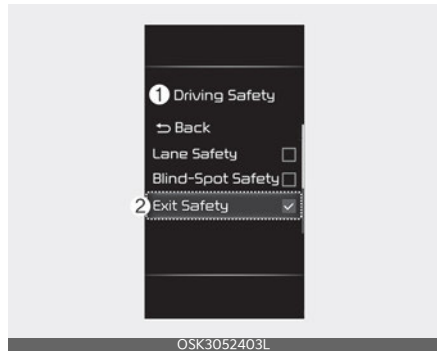 1 Driving Safety
Back
Lane Safety
Blind-Spot Safety
2 Exit Safety
OSK3052403L